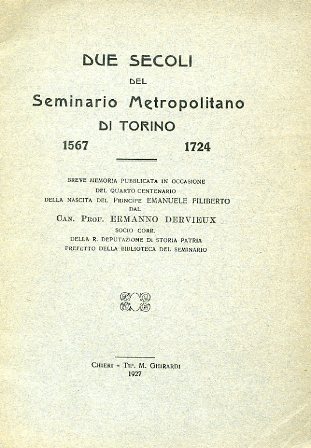 DUE SECOLI
DEL
Seminario Metropolitano
DI TORINO
1567 1724
BREVE MEMORIA PUBBLICATA IN OCCASIONE
DEL QUARTO CENTENARIO
DELLA NASCITA DEL PRINCIPE EMANUELE FILIBERTO
DAL
CAN. PROF. ERMANNO DERVIEUX
SOCIO CORR.
DELLA R. DEPUTAZIONE DI STORIA PATRIA
PREFETTO DELLA BIBLIOTECA DEL SEMINARIO
CHIERI - TIP. M. GHIRARDI
1927